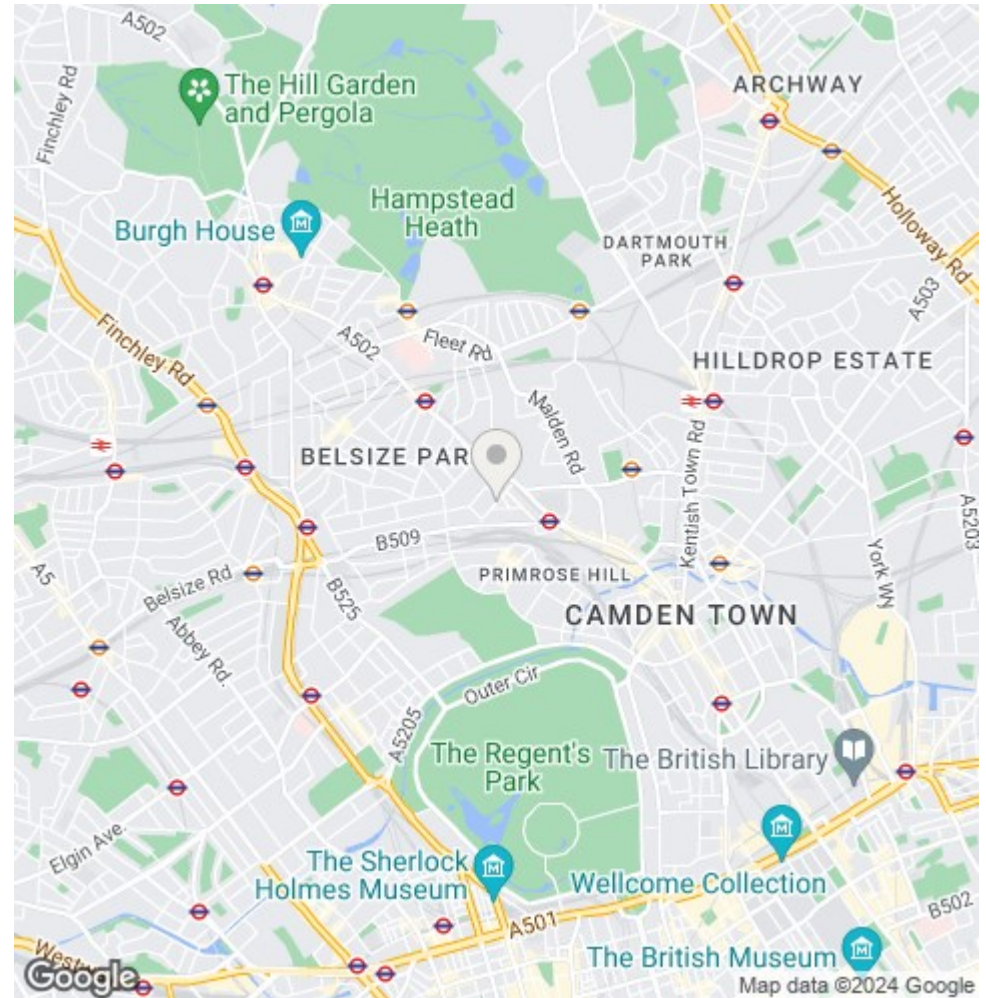 A502
Finchley Rd
The Hill Garden
and Pergola
ARCHWAY
Hampstead
Heath
Holloway Rd
Burgh House
DARTMOUTH
PARK
A503
A502
Fleet Rd
Finchley Rd
HILLDROP ESTATE
Malden Rd
BELSIZE PAR
Kentish Town Rd
A5203
B509
York Wy
A5
Belsize Rd
B525
PRIMROSE HILL
CAMDEN TOWN
Abbey Rd.
Outer Cir
A5205
The Regent's
Park
The British Library
Elgin Ave.
The Sherlock
Holmes Museum
Wellcome Collection
A501
B502
The British Museum
Westw
Google
Map data ©2024 Google